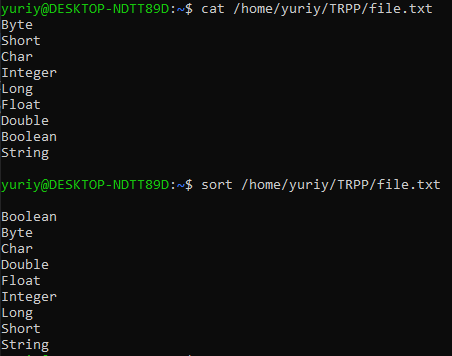 yuriy@DESKTOP-NDTT89D:~$ cat /home/yuriy/TRPP/file.txt
Byte
Short
Char
Integer
Long
Float
Double
Boolean
String
yuriy@DESKTOP-NDTT89D:~$ sort /home/yuriy/TRPP/file.txt
Boolean
Byte
Char
Double
Float
Integer
Long
Short
String